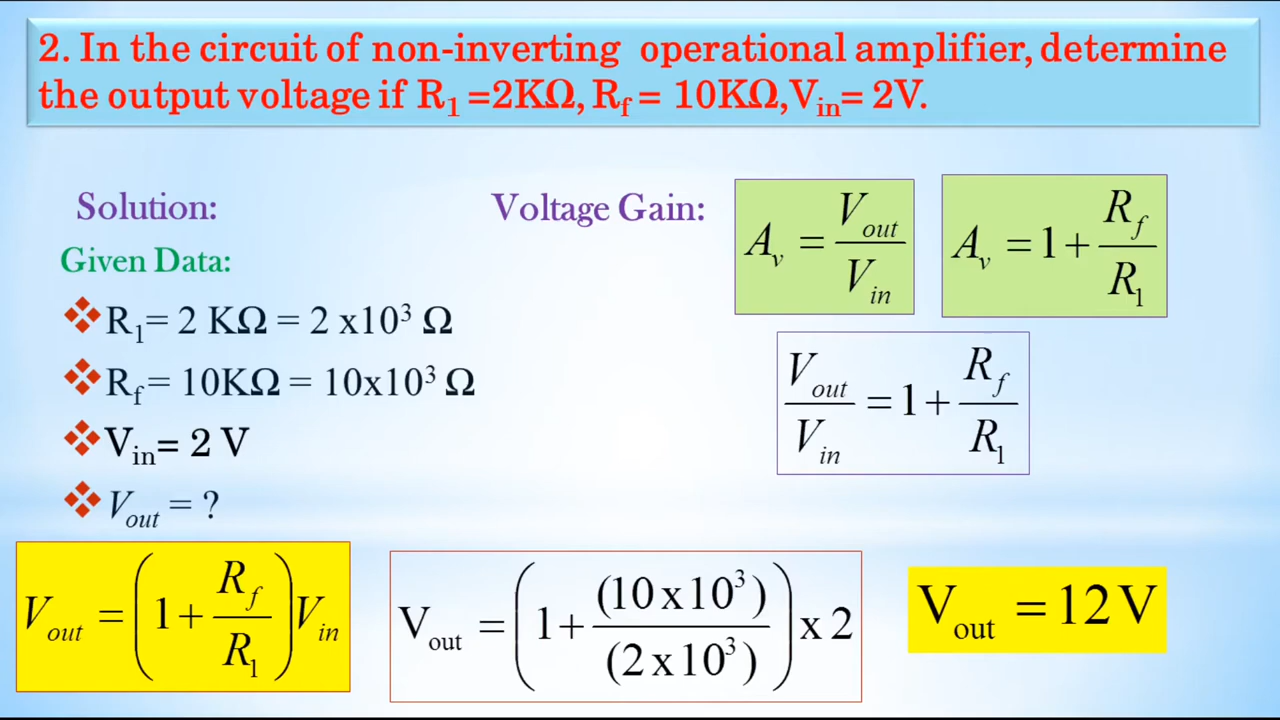 2. In the circuit of non-inverting operational amplifier, determine
the output voltage if R₁ =2KΩ, R_f = 10KΩ,V_in= 2V.
Solution:
Voltage Gain:
A_v = V_out / V_in
A_v = 1 + R_f / R₁
Given Data:
❖R₁= 2 KΩ = 2 x10³ Ω
❖R_f = 10KΩ = 10x10³ Ω
❖V_in= 2 V
❖V_out = ?
V_out / V_in = 1 + R_f / R₁
V_out = (1 + R_f / R₁) V_in
V_out = (1 + (10 x 10³) / (2 x 10³)) x 2
V_out = 12 V